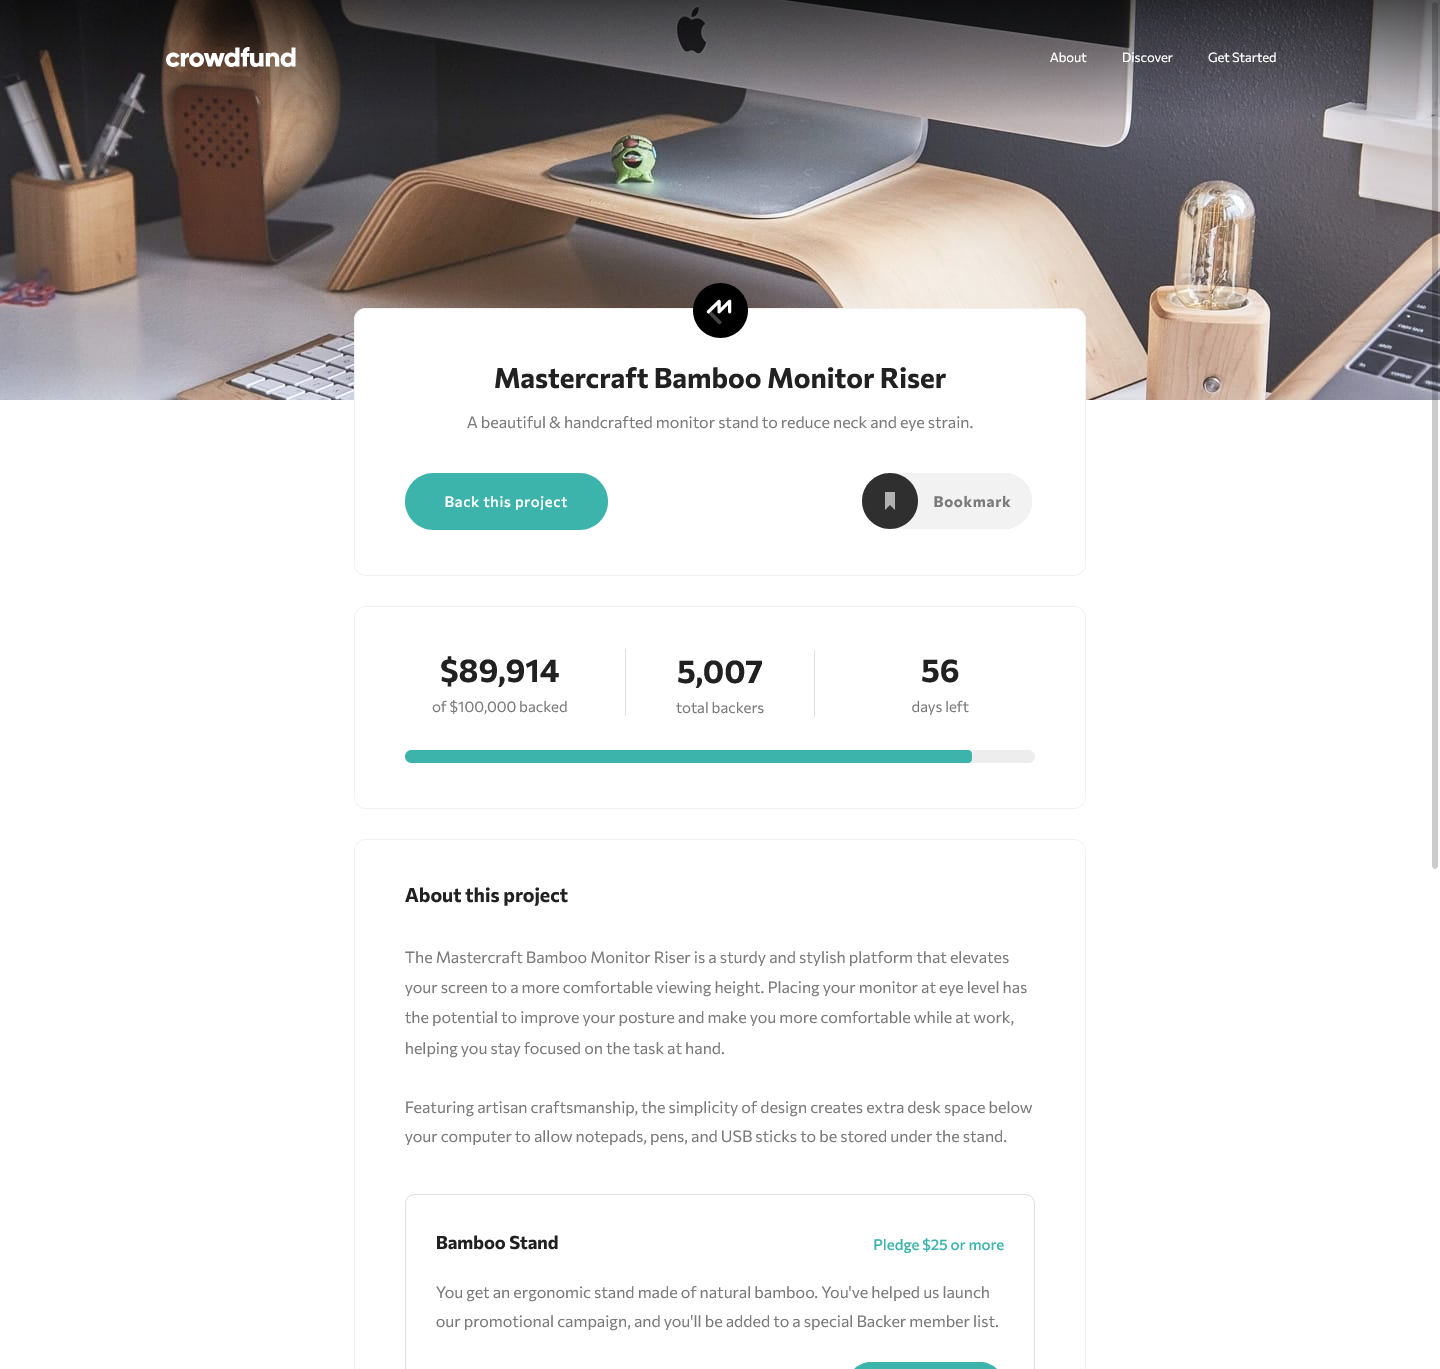 crowdfund
About Discover Get Started
Mastercraft Bamboo Monitor Riser
A beautiful & handcrafted monitor stand to reduce neck and eye strain.
Back this project
Bookmark
$89,914
of $100,000 backed
5,007
total backers
56
days left
About this project
The Mastercraft Bamboo Monitor Riser is a sturdy and stylish platform that elevates
your screen to a more comfortable viewing height. Placing your monitor at eye level has
the potential to improve your posture and make you more comfortable while at work,
helping you stay focused on the task at hand.
Featuring artisan craftsmanship, the simplicity of design creates extra desk space below
your computer to allow notepads, pens, and USB sticks to be stored under the stand.
Bamboo Stand
Pledge $25 or more
You get an ergonomic stand made of natural bamboo. You've helped us launch
our promotional campaign, and you'll be added to a special Backer member list.